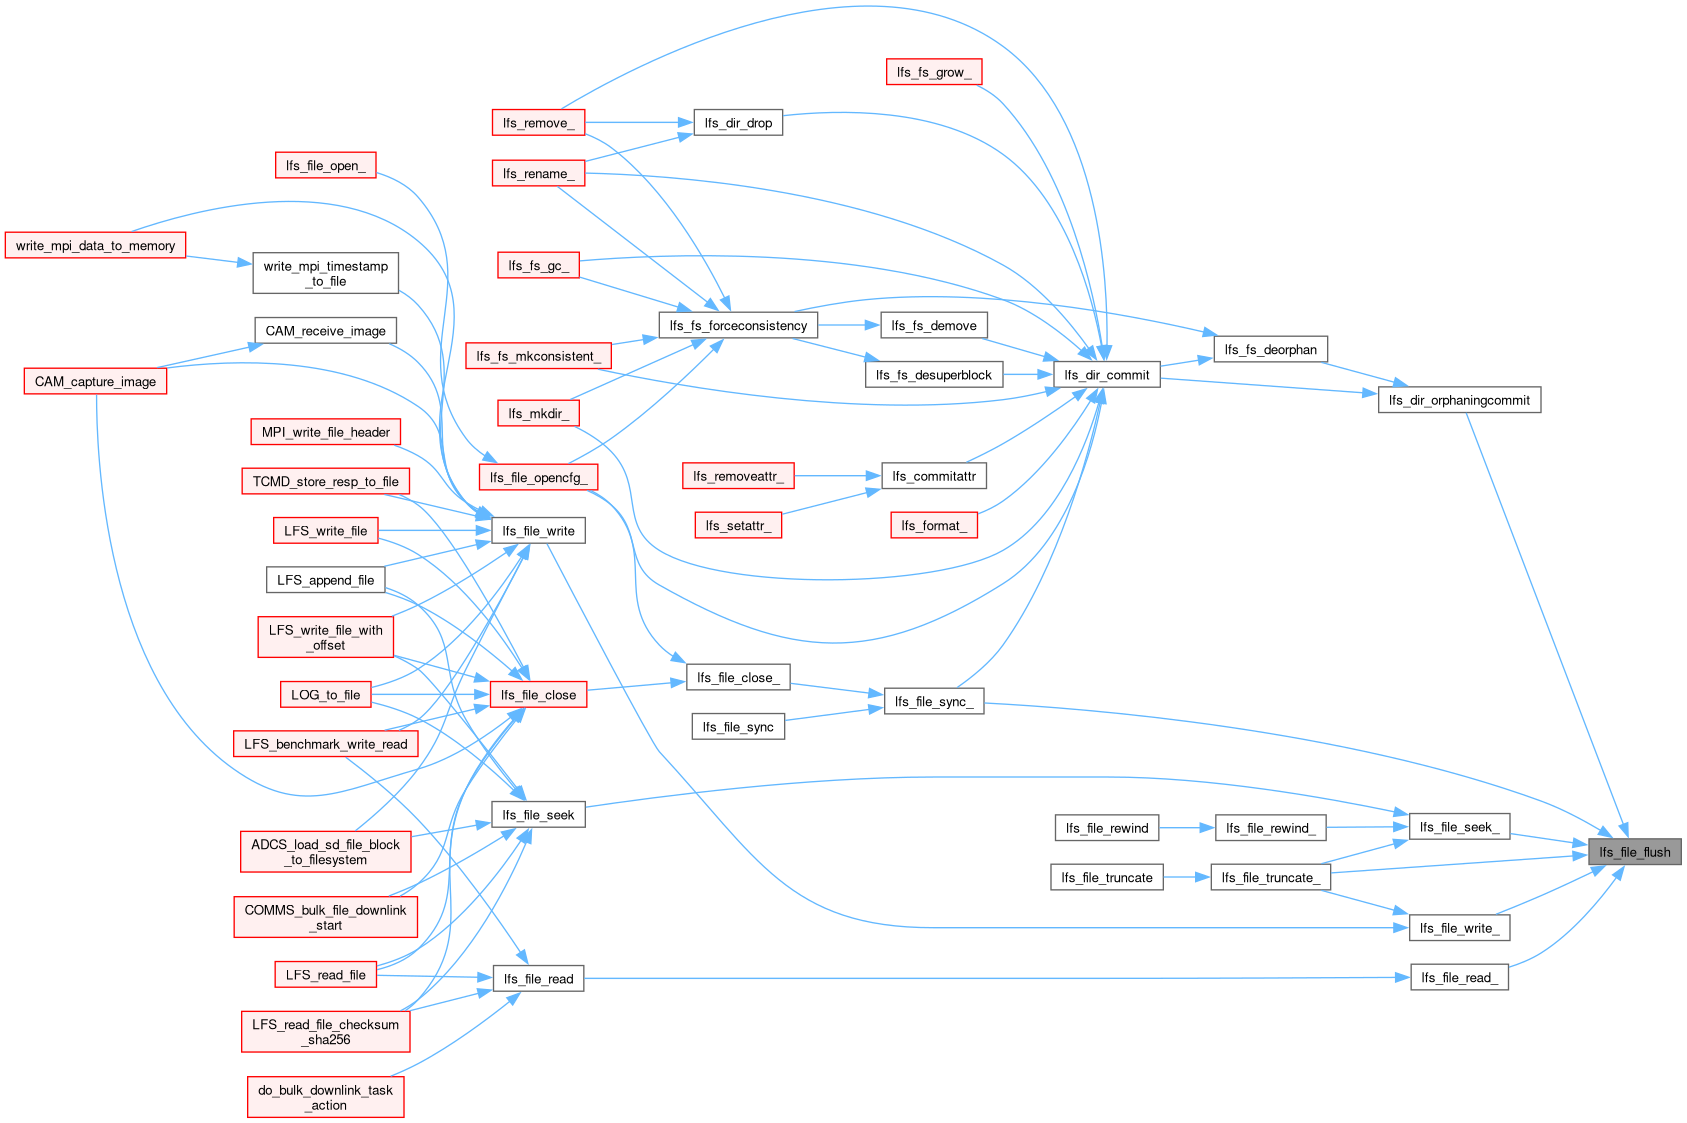 lfs_fs_grow_
lfs_remove_
lfs_dir_drop
lfs_file_open_
lfs_rename_
write_mpi_data_to_memory
write_mpi_timestamp
_to_file
lfs_fs_gc_
CAM_receive_image
lfs_fs_forceconsistency
lfs_fs_demove
lfs_fs_deorphan
lfs_fs_mkconsistent_
CAM_capture_image
lfs_fs_desuperblock
lfs_dir_commit
lfs_dir_orphaningcommit
lfs_mkdir_
MPI_write_file_header
TCMD_store_resp_to_file
lfs_file_opencfg_
lfs_removeattr_
lfs_commitattr
LFS_write_file
lfs_file_write
lfs_setattr_
lfs_format_
LFS_append_file
LFS_write_file_with
_offset
LOG_to_file
lfs_file_close
lfs_file_close_
lfs_file_sync_
lfs_file_sync
LFS_benchmark_write_read
lfs_file_seek
lfs_file_rewind
lfs_file_rewind_
lfs_file_seek_
ADCS_load_sd_file_block
_to_filesystem
lfs_file_flush
lfs_file_truncate
lfs_file_truncate_
COMMS_bulk_file_downlink
_start
lfs_file_write_
LFS_read_file
lfs_file_read
lfs_file_read_
LFS_read_file_checksum
_sha256
do_bulk_downlink_task
_action